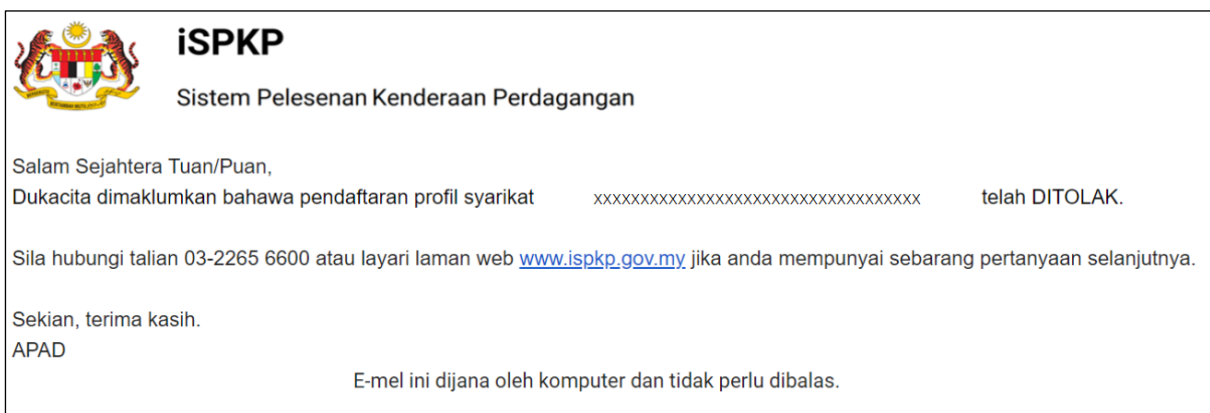 iSPKP
Sistem Pelesenan Kenderaan Perdagangan
Salam Sejahtera Tuan/Puan,
Dukacita dimaklumkan bahawa pendaftaran profil syarikat xxxxxxxxxxxxxxxxxxxxxxxxxxxxxxxxxxx telah DITOLAK.
Sila hubungi talian 03-2265 6600 atau layari laman web www.ispkp.gov.my jika anda mempunyai sebarang pertanyaan selanjutnya.
Sekian, terima kasih.
APAD
E-mel ini dijana oleh komputer dan tidak perlu dibalas.